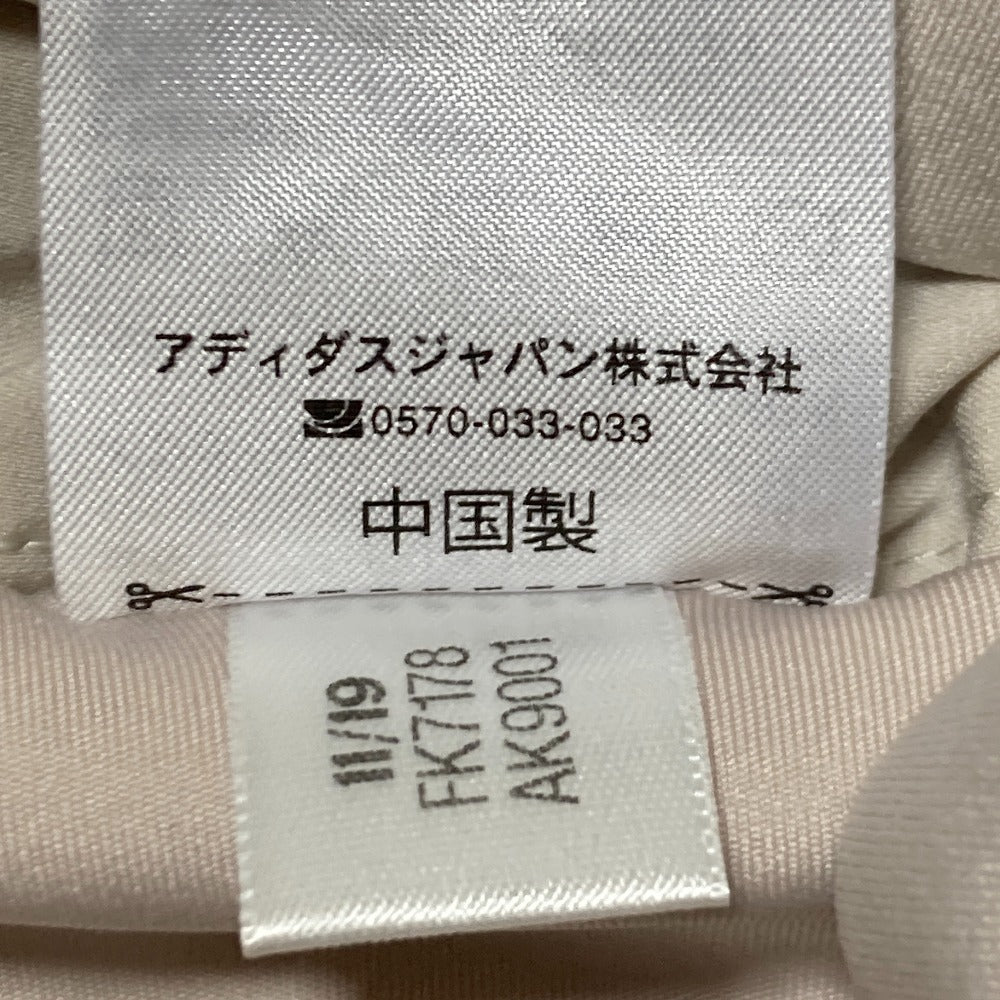 アディダスジャパン株式会社
0570-033-033
中国製
11/19
FK7178
AK9001